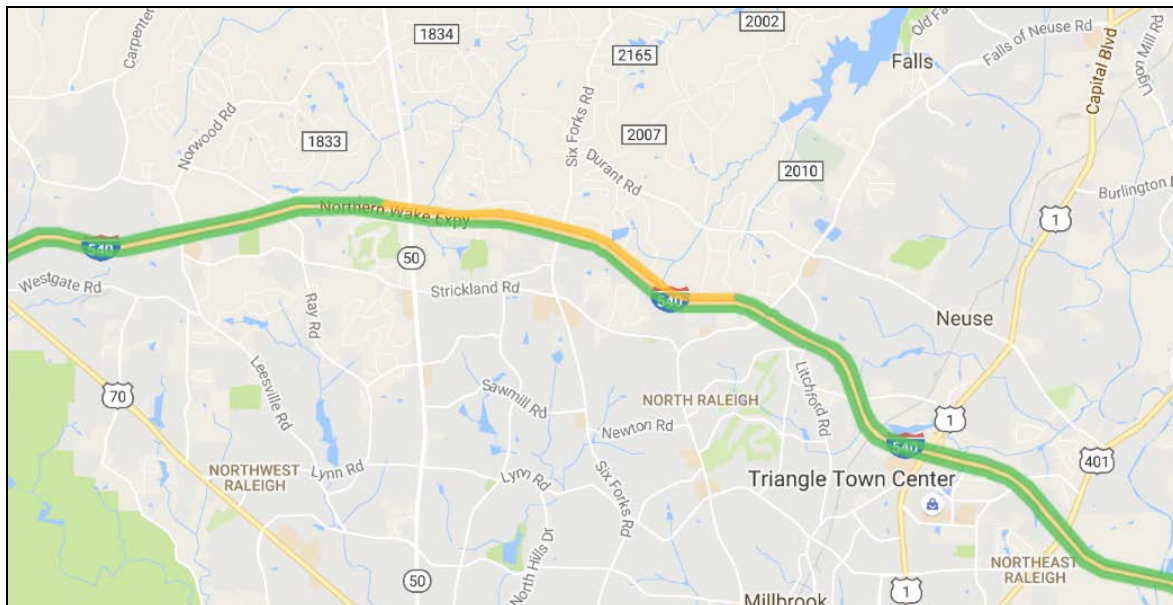 Carpenter
1834
2002
Old Fa
Falls of Neuse Rd
Falls
Capital Blvd
Ligon Mill Rd
2165
Norwood Rd
1833
Six Forks Rd
2007
Durant Rd
2010
Burlington A
1
Northern Wake Expy
540
50
Westgate Rd
Strickland Rd
Ray Rd
540
Neuse
Leesville Rd
70
Sawmill Rd
NORTH RALEIGH
Litchford Rd
Newton Rd
1
540
401
NORTHWEST
RALEIGH
Lynn Rd
Lynn Rd
Six Forks Rd
Triangle Town Center
North Hills Dr
50
NORTHEAST
RALEIGH
1
Millbrook